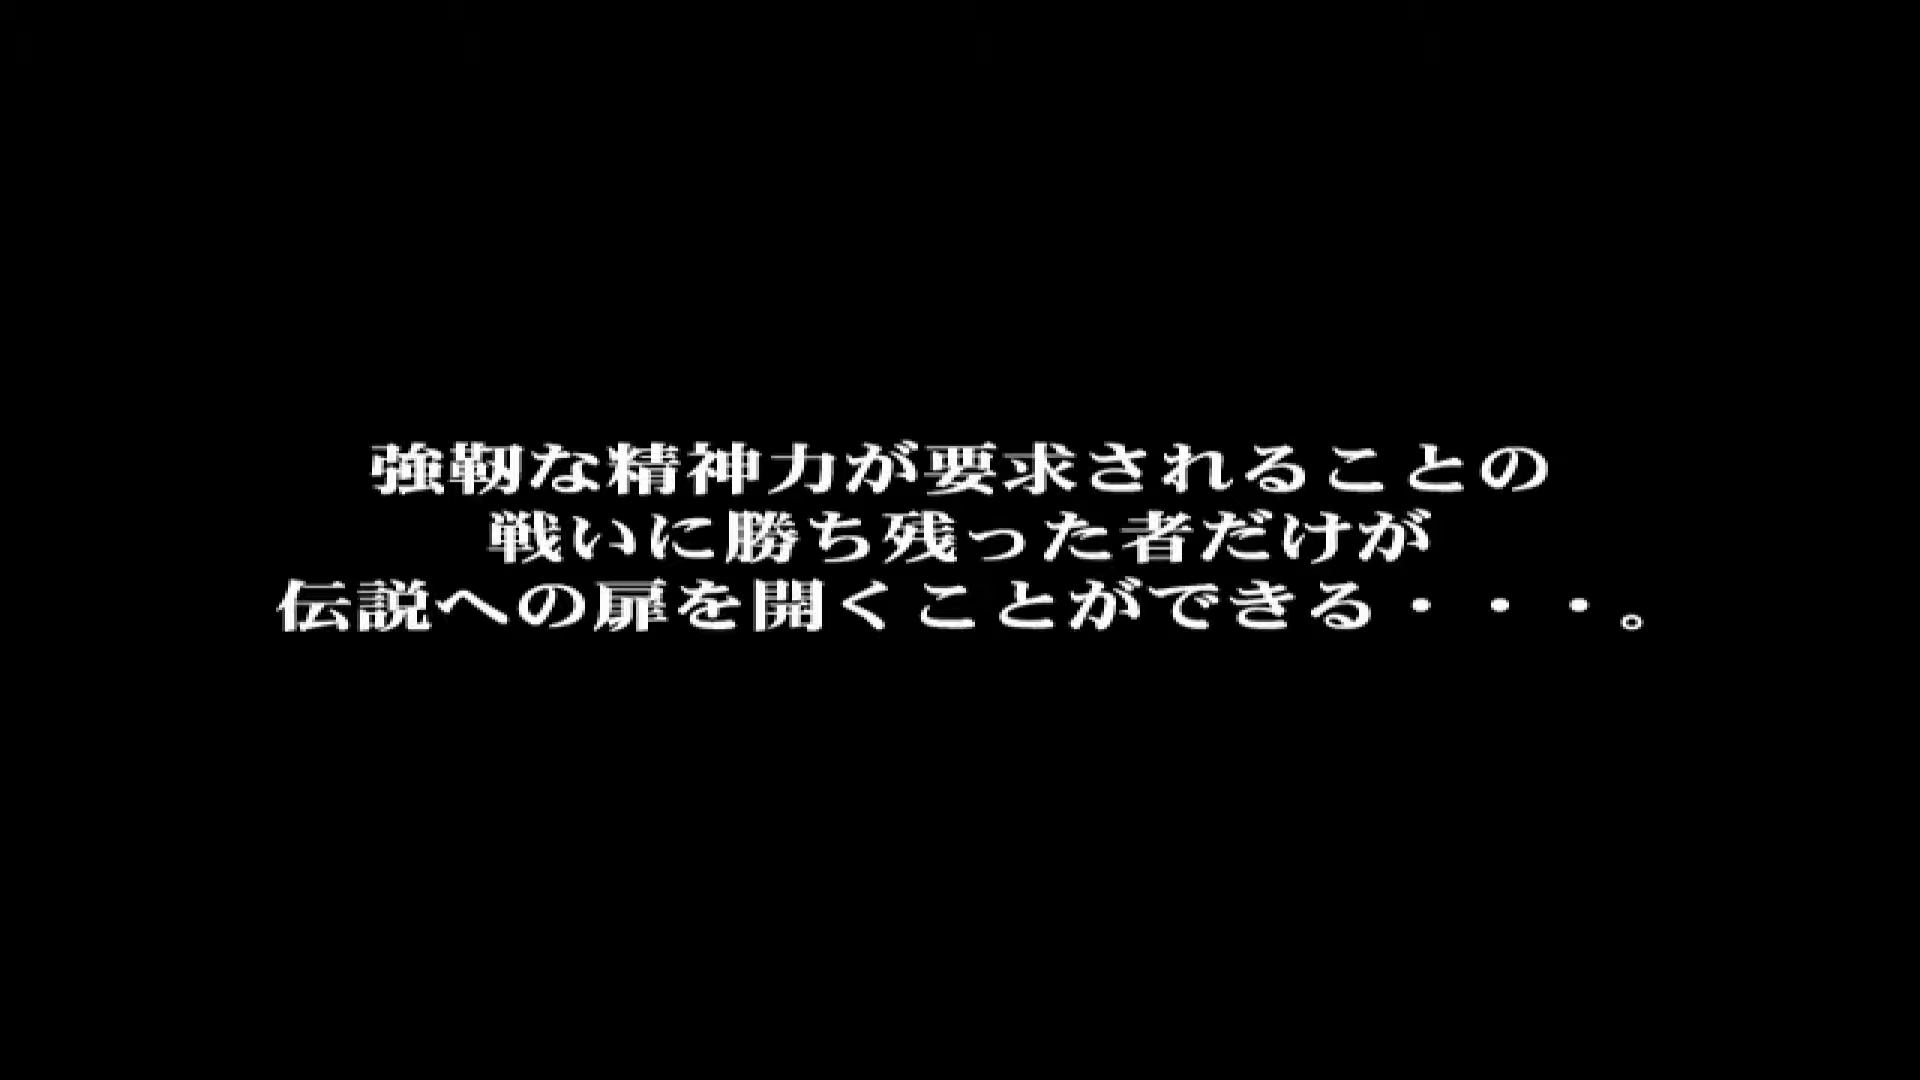 強靭な精神力が要求されることの
戦いに勝ち残った者だけが
伝説への扉を開くことができる・・・。